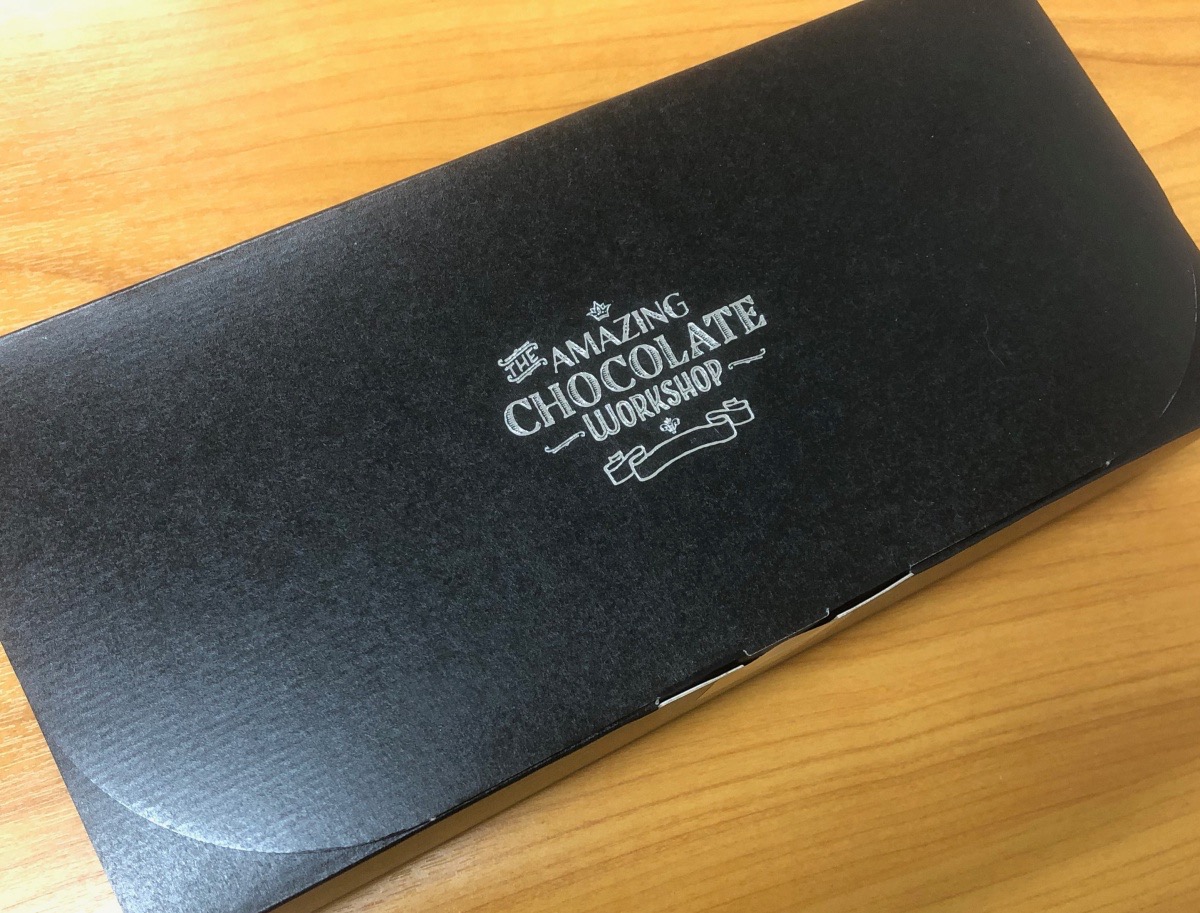 THE AMAZING
CHOCOLATE
WORKSHOP